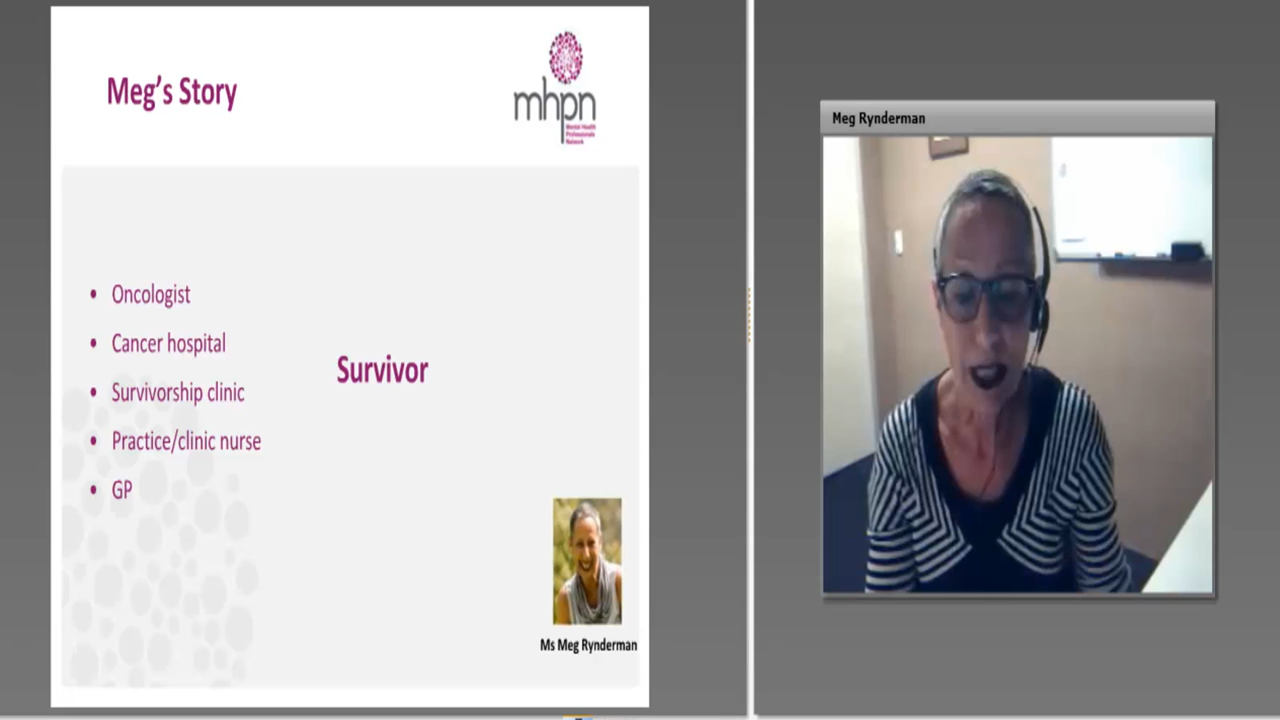 Meg's Story
mhpn
Mental Health
Professionals
Network
• Oncologist
• Cancer hospital
• Survivorship clinic
• Practice/clinic nurse
• GP
Survivor
Ms Meg Rynderman
Meg Rynderman